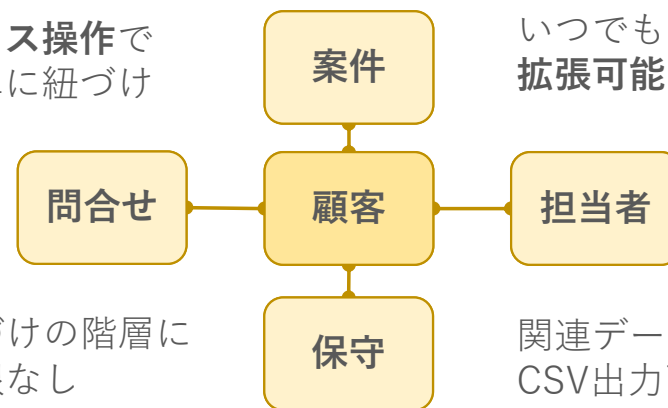 ス操作で
に紐づけ
案件
いつでも
拡張可能
問合せ
顧客
担当者
けの階層に
なし
保守
関連デー
CSV出力